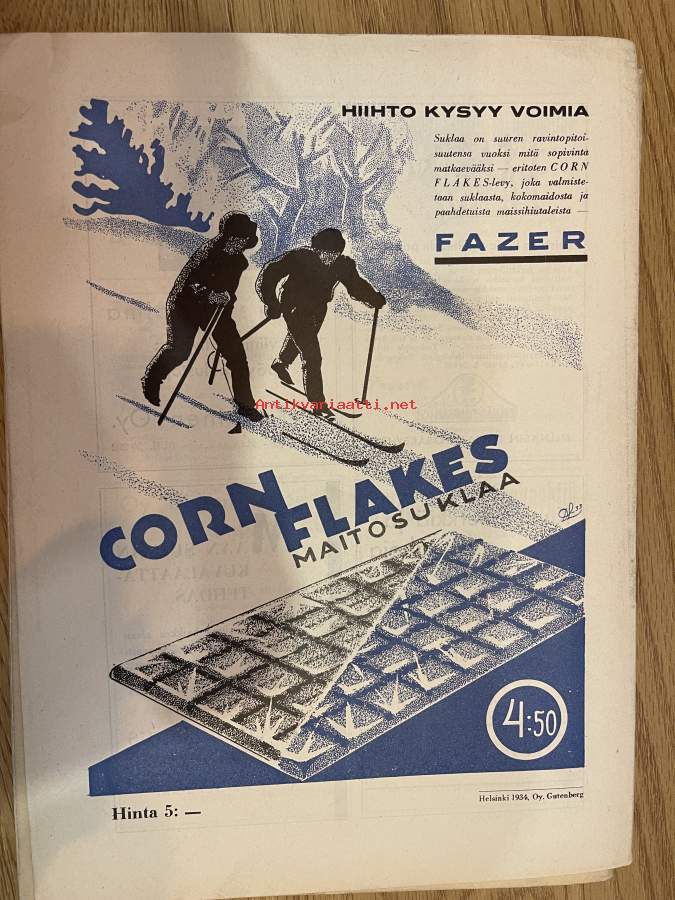 HIIHTO KYSYY VOIMIA
Suklaa on suuren ravintopitoi-
suutensa vuoksi mitä sopivinta
matkaevääksi — eritoten CORN
FLAKES-levy, joka valmiste-
taan suklaasta, kokomaidosta ja
paahdetuista maissihiutaleista —
FAZER
Antikvariaatti.net
CORN FLAKES
MAITOSUKLAA
4:50
Hinta 5: —
Helsinki 1934, Oy. Gutenberg